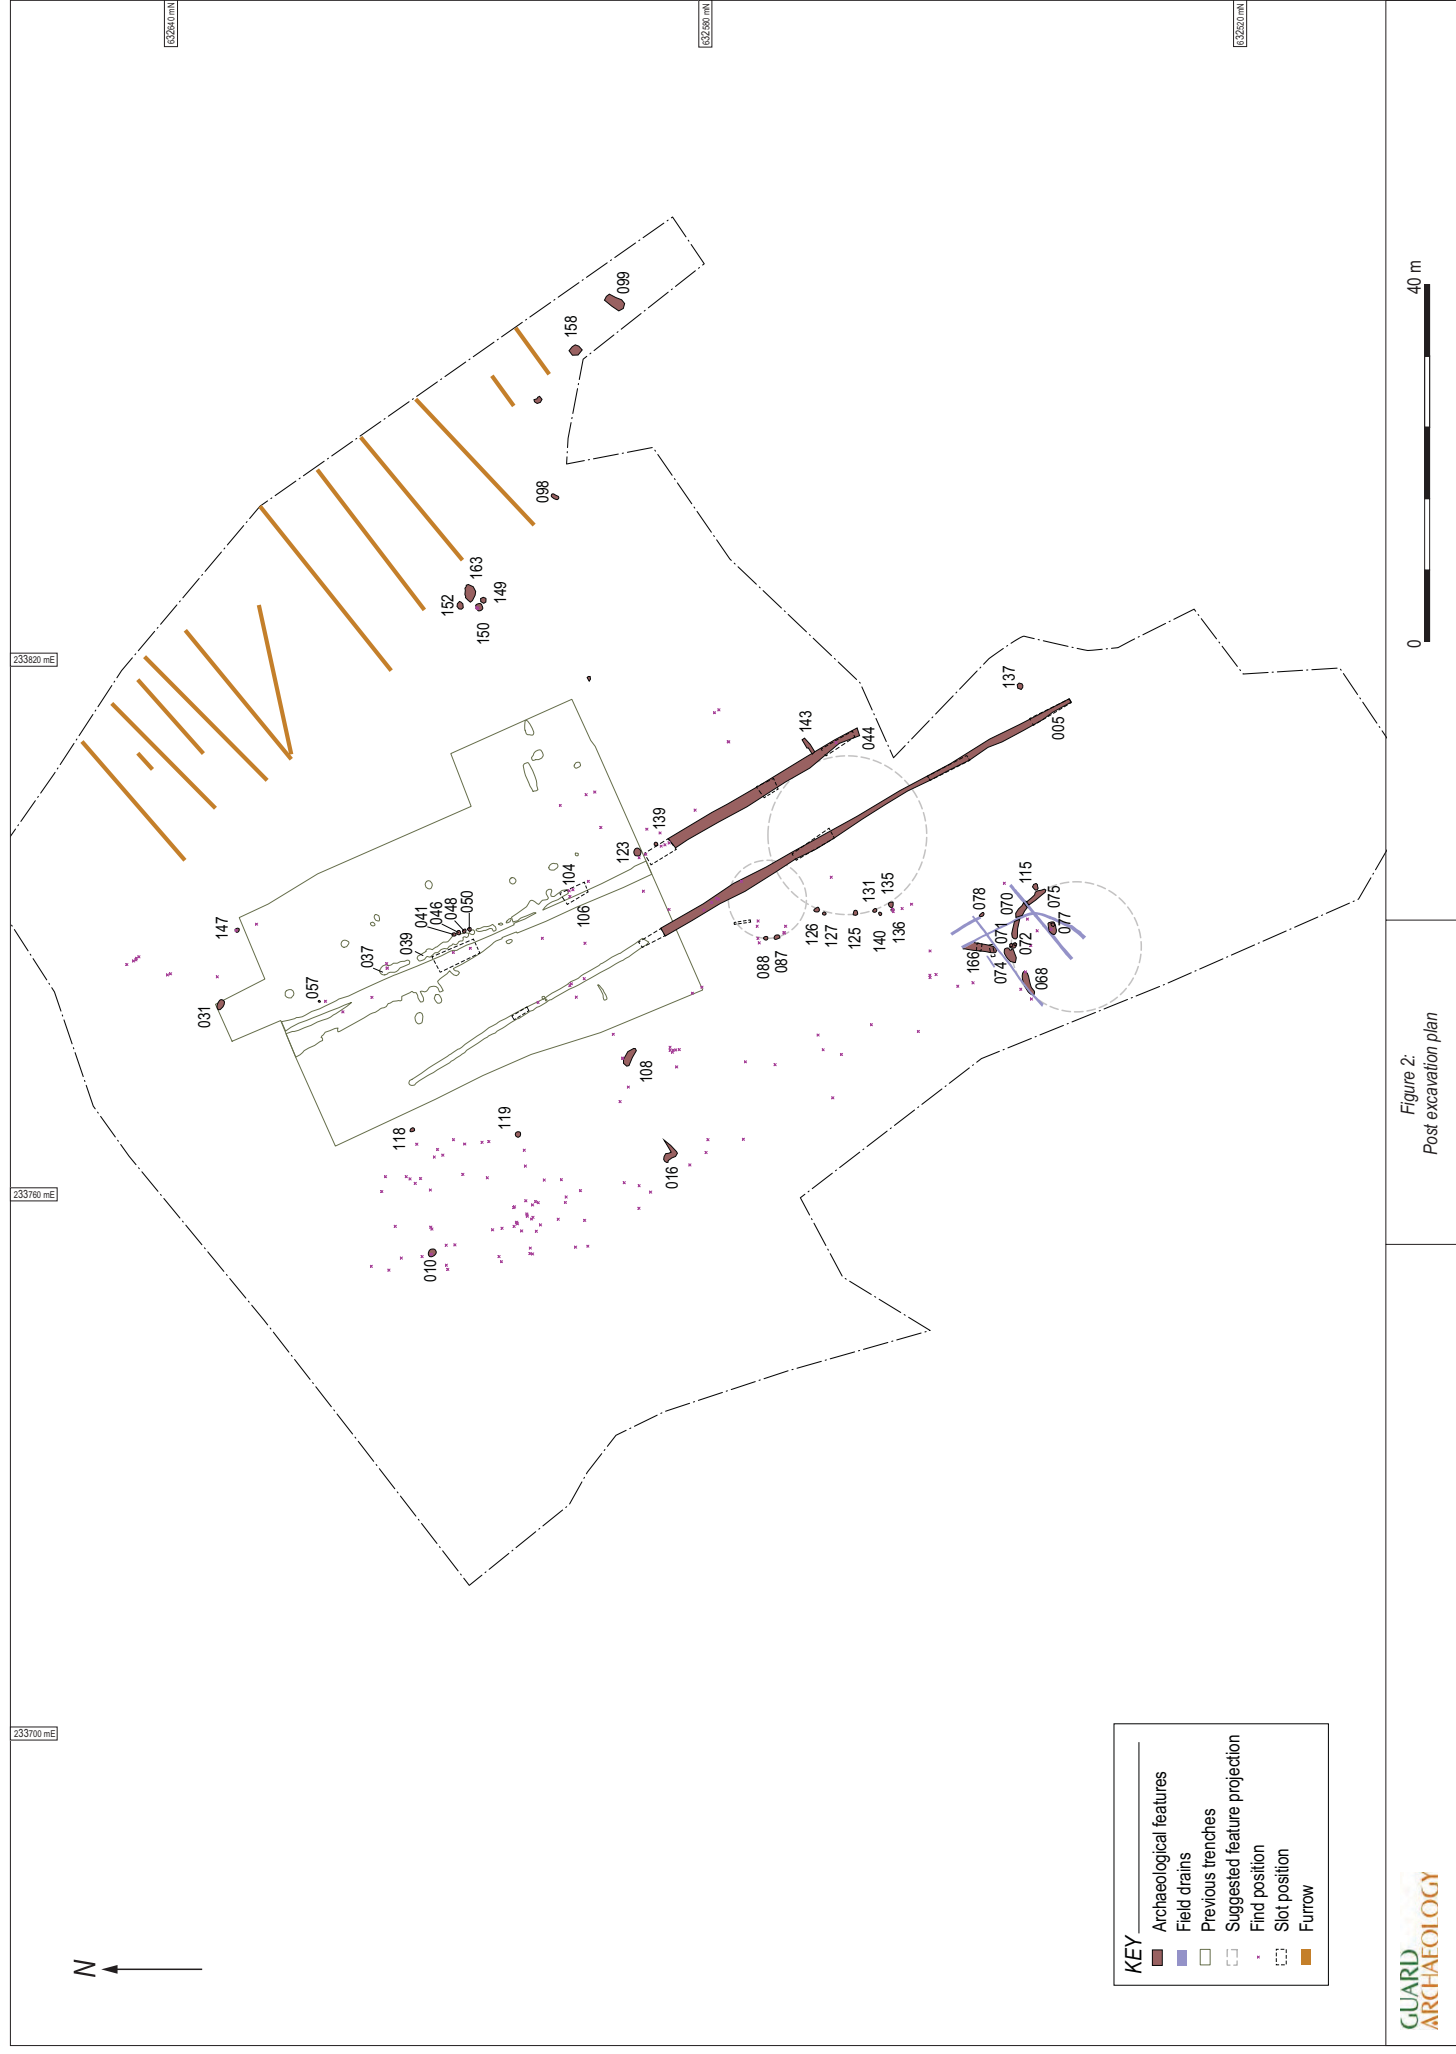 632640 mN
632580 mN
632520 mN
233820 mE
233760 mE
233700 mE
N
099
158
098
163
152
149
150
137
143
044
005
139
123
104
106
147
041
046
048
050
039
037
057
031
126
127
125
131
140
135
136
088
087
078
115
070
071
075
077
072
166
074
068
108
118
119
016
010
KEY
Archaeological features
Field drains
Previous trenches
Suggested feature projection
Find position
Slot position
Furrow
0
40 m
Figure 2:
Post excavation plan
GUARD
ARCHAEOLOGY